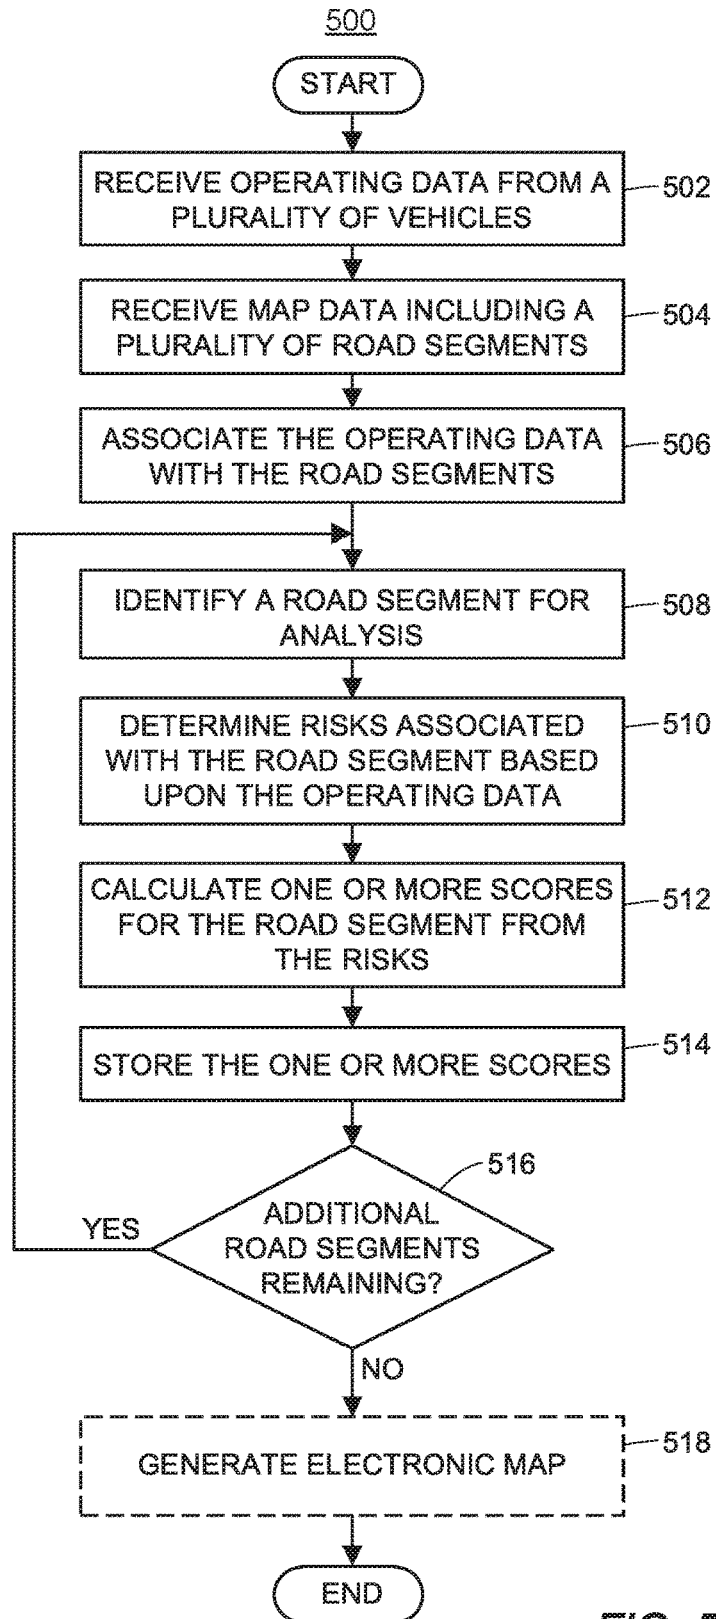 500
START
RECEIVE OPERATING DATA FROM A
PLURALITY OF VEHICLES
502
RECEIVE MAP DATA INCLUDING A
PLURALITY OF ROAD SEGMENTS
504
ASSOCIATE THE OPERATING DATA
WITH THE ROAD SEGMENTS
506
IDENTIFY A ROAD SEGMENT FOR
ANALYSIS
508
DETERMINE RISKS ASSOCIATED
WITH THE ROAD SEGMENT BASED
UPON THE OPERATING DATA
510
CALCULATE ONE OR MORE SCORES
FOR THE ROAD SEGMENT FROM
THE RISKS
512
STORE THE ONE OR MORE SCORES
514
516
ADDITIONAL
ROAD SEGMENTS
REMAINING?
YES
NO
GENERATE ELECTRONIC MAP
518
END